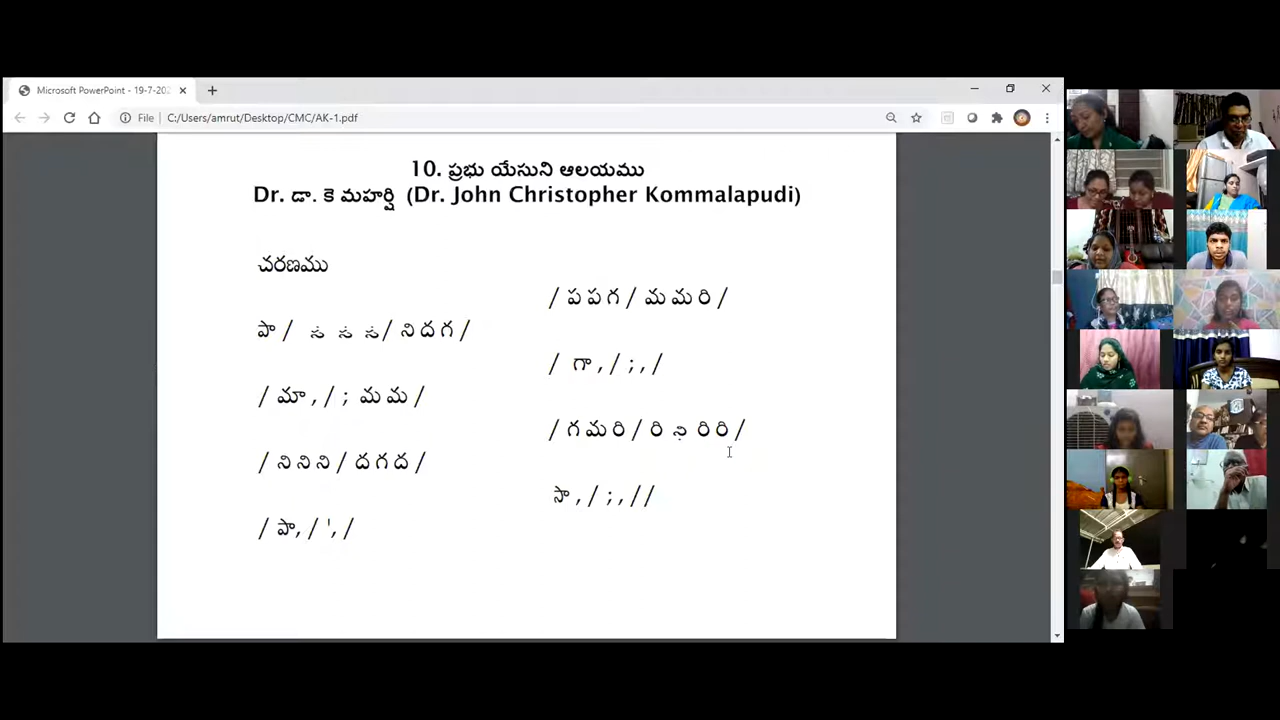 Microsoft PowerPoint - 19-7-202
File
C:/Users/amrut/Desktop/CMC/AK-1.pdf
10. ప్రభు యేసుని ఆలయము
Dr. డా. కె మహర్షి (Dr. John Christopher Kommalapudi)
చరణము
పా / స స స / ని ద గ /
/ మా , / ; మ మ /
/ ని ని ని / ద గ ద /
/ పా, / ', /
/ ప ప గ / మ మ రి /
/ గా , / ; , /
/ గ మ రి / రి ని రి రి /
సా , / ; , / /